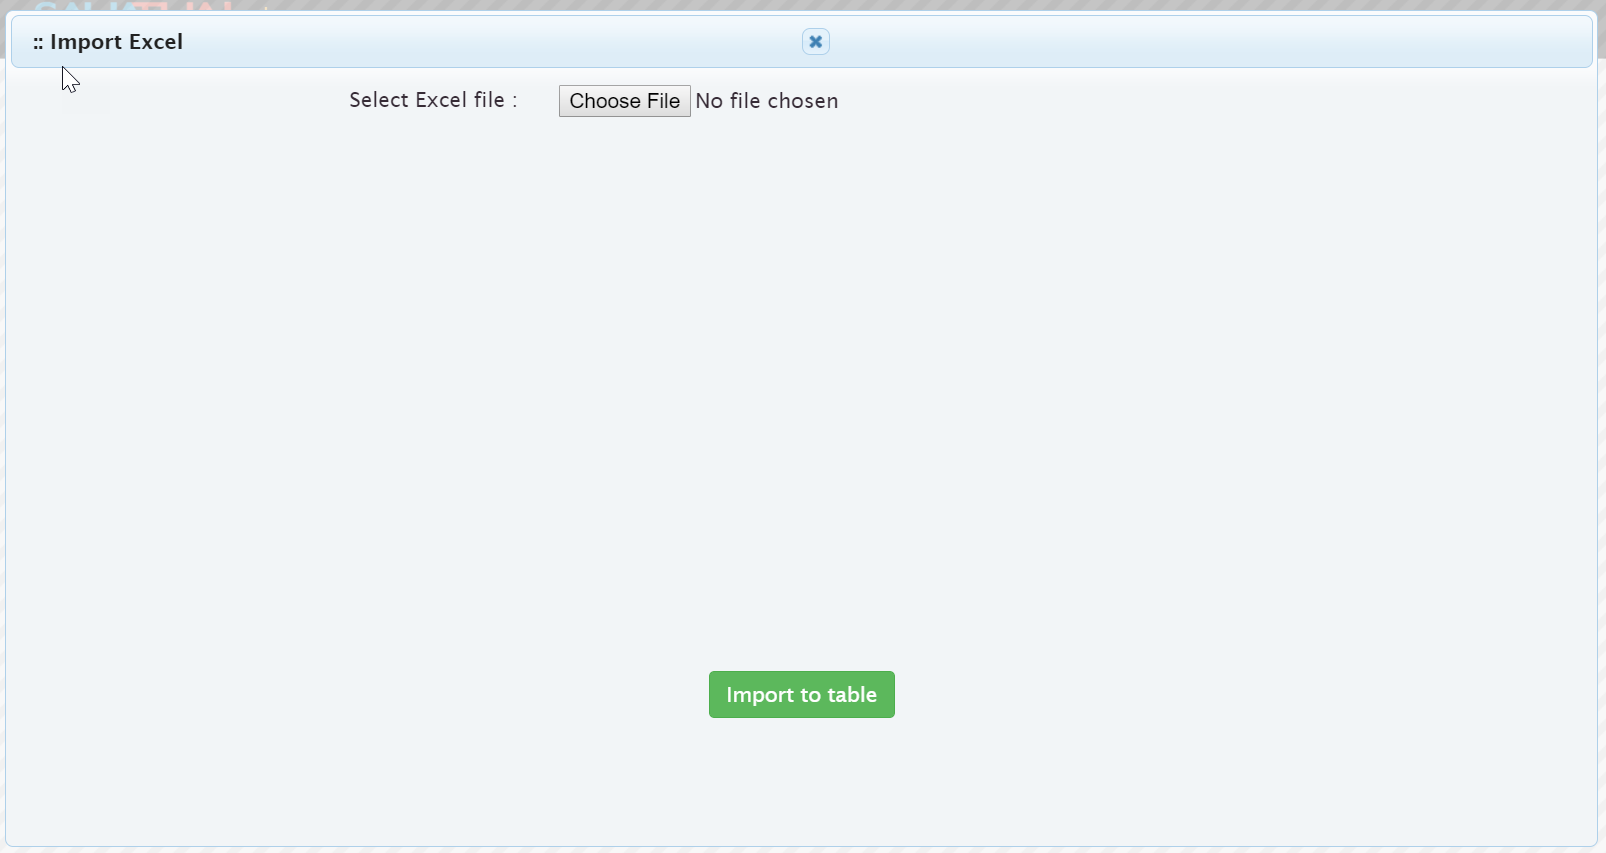 :: Import Excel
Select Excel file : Choose File No file chosen
Import to table